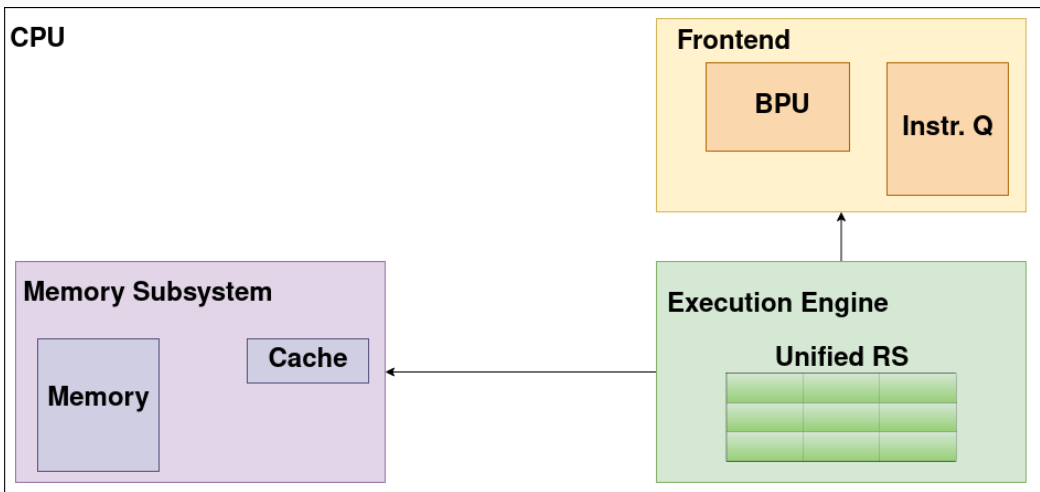 CPU
Frontend
BPU
Instr. Q
Memory Subsystem
Memory
Cache
Execution Engine
Unified RS